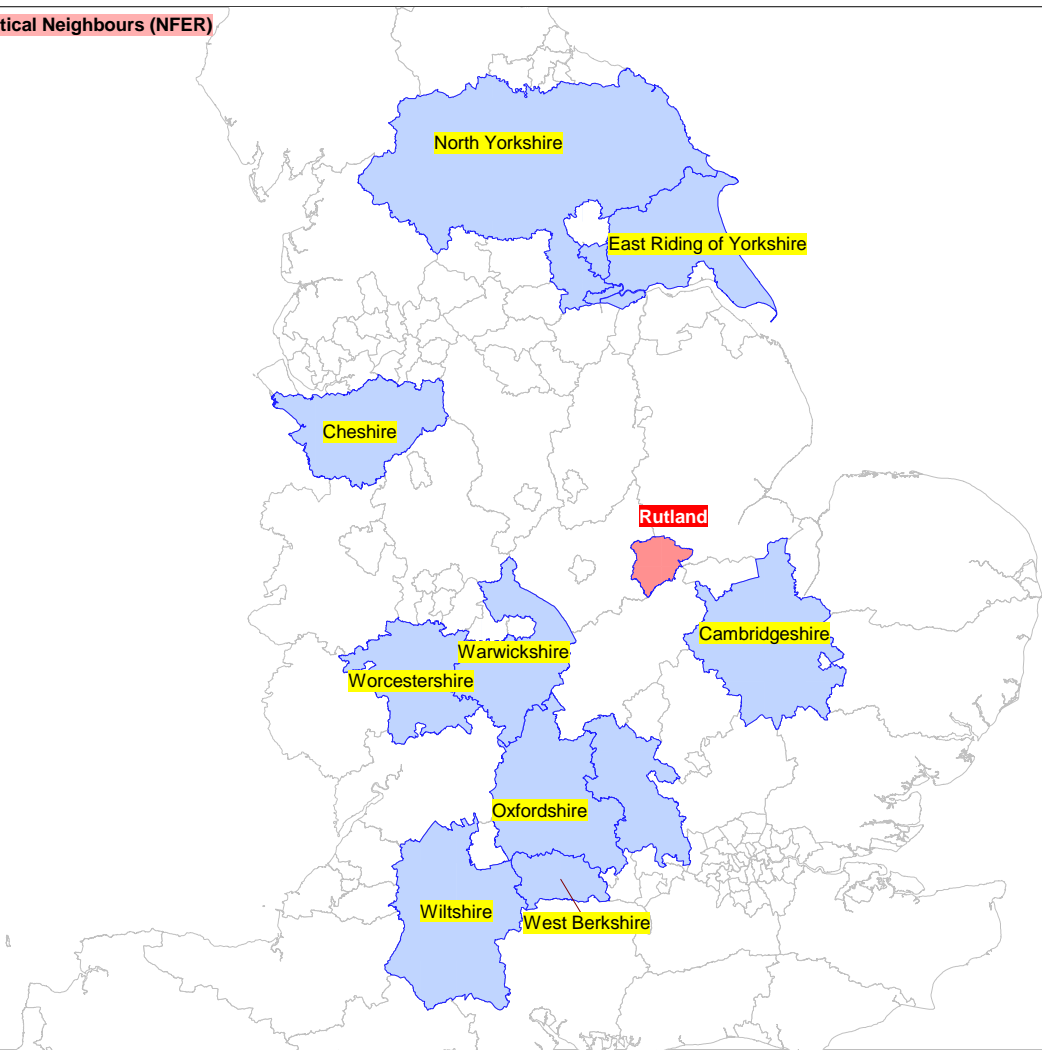 tical Neighbours (NFER)
North Yorkshire
East Riding of Yorkshire
Cheshire
Rutland
Cambridgeshire
Warwickshire
Worcestershire
Oxfordshire
Wiltshire
West Berkshire